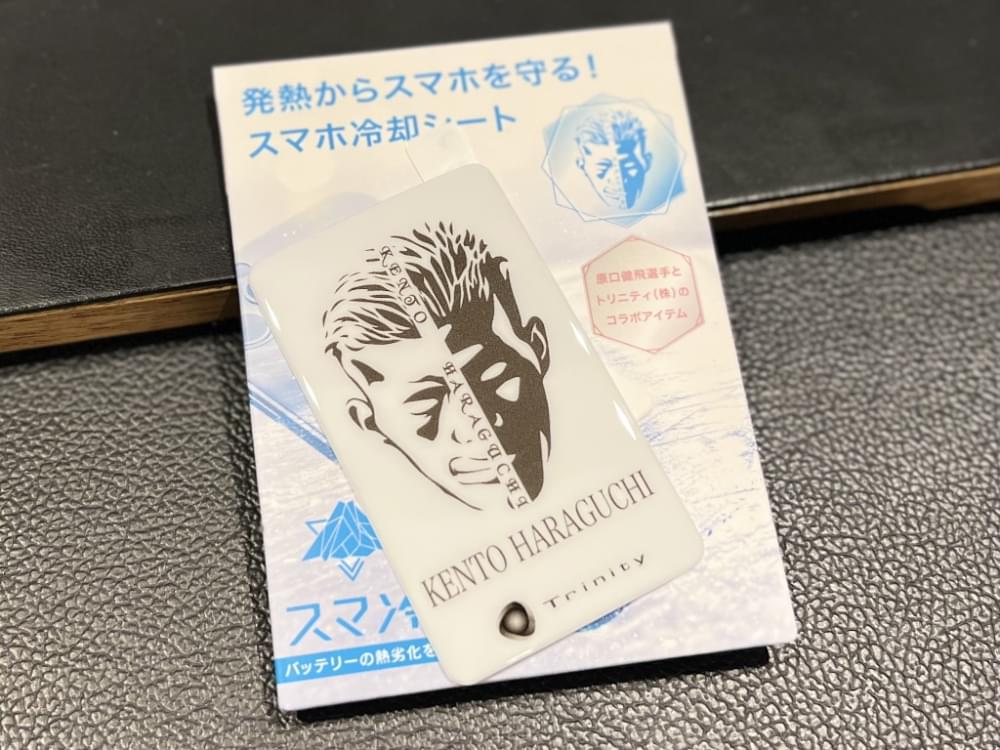 発熱からスマホを守る!
スマホ冷却シート
原口健飛選手と
トリニティ(株)の
コラボアイテム
KENTO
HARAGUCHI
KENTO HARAGUCHI
Trinity
スマ冷
バッテリーの熱劣化を